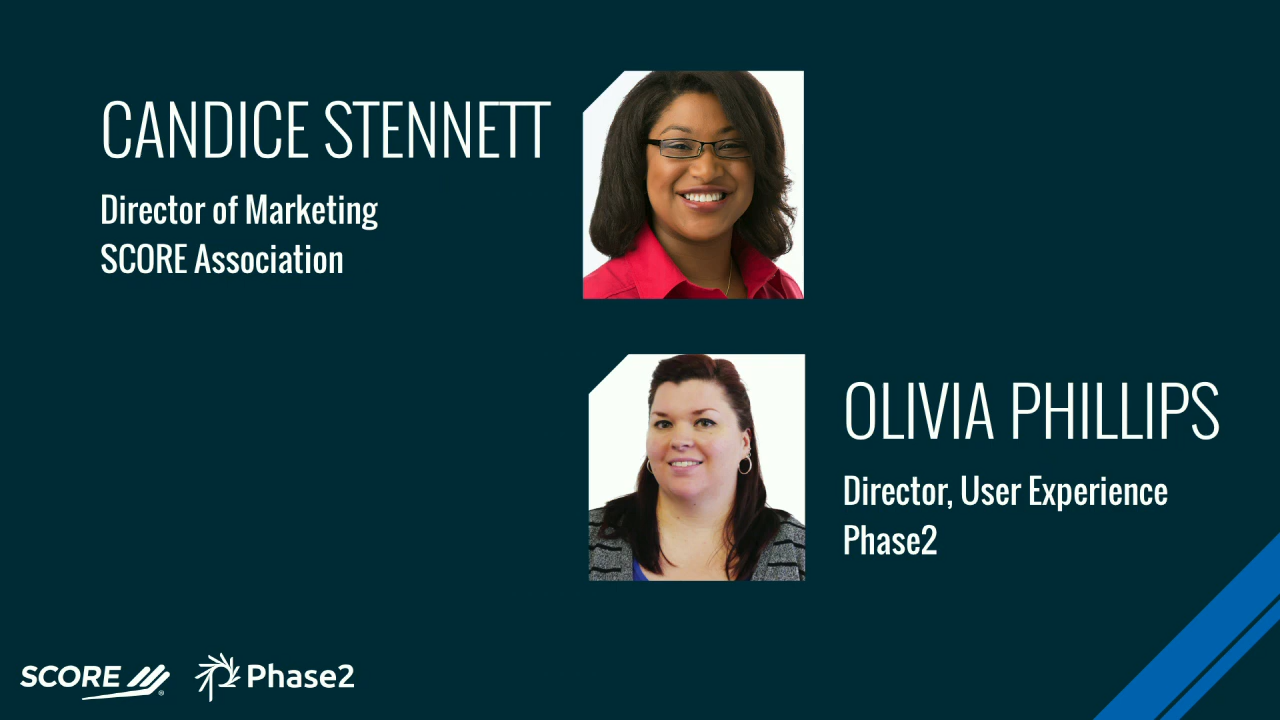 CANDICE STENNETT
Director of Marketing
SCORE Association
OLIVIA PHILLIPS
Director, User Experience
Phase2
SCORE ®
Phase2